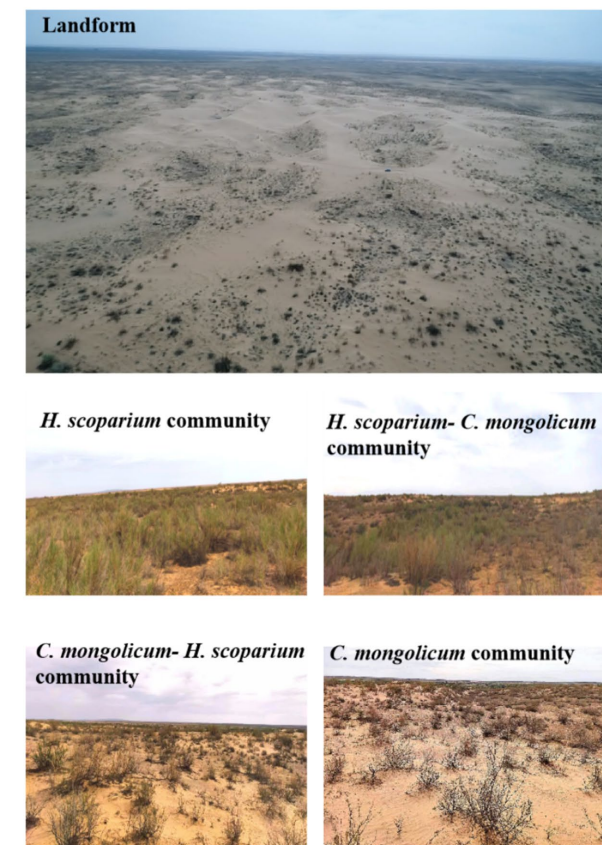 Landform
H. scoparium community
H. scoparium- C. mongolicum
community
C. mongolicum- H. scoparium
community
C. mongolicum community